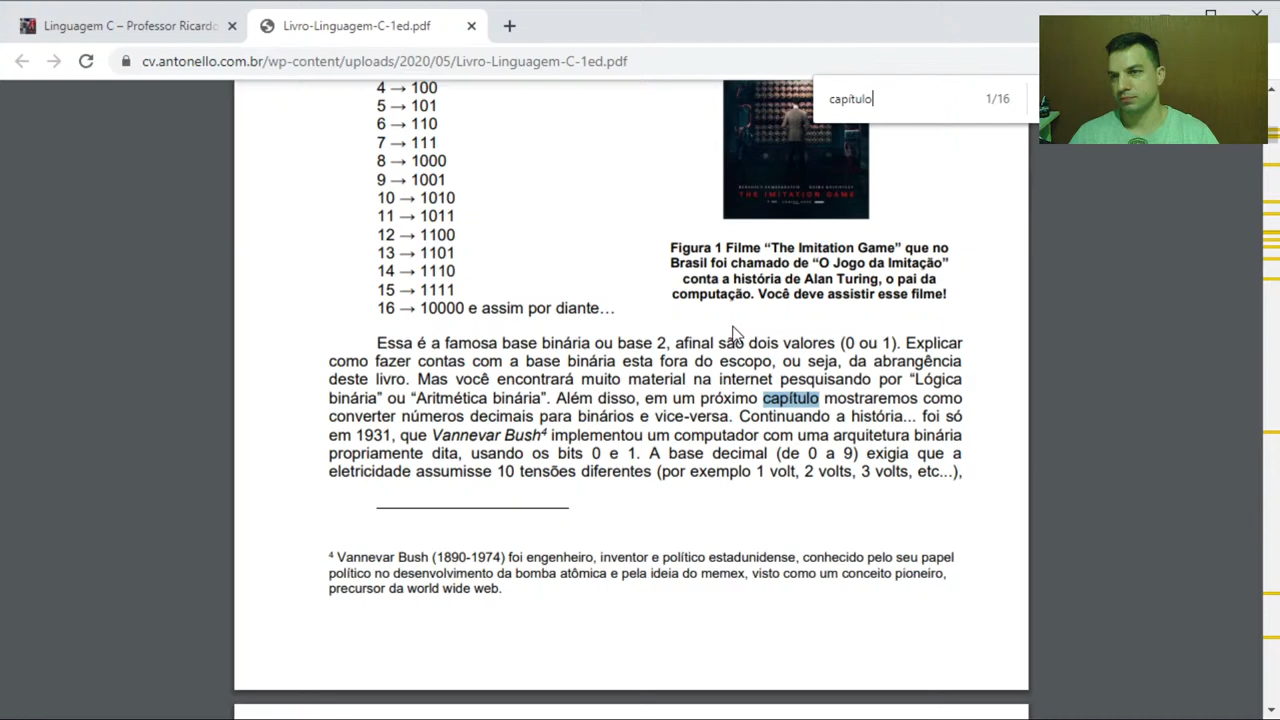 Linguagem C – Professor Ricardo
Livro-Linguagem-C-1ed.pdf
cv.antonello.com.br/wp-content/uploads/2020/05/Livro-Linguagem-C-1ed.pdf
capítulo
1/16
4 → 100
5 → 101
6 → 110
7 → 111
8 → 1000
9 → 1001
10 → 1010
11 → 1011
12 → 1100
13 → 1101
14 → 1110
15 → 1111
16 → 10000 e assim por diante…
THE IMITATION GAME
Figura 1 Filme “The Imitation Game” que no
Brasil foi chamado de “O Jogo da Imitação”
conta a história de Alan Turing, o pai da
computação. Você deve assistir esse filme!
Essa é a famosa base binária ou base 2, afinal são dois valores (0 ou 1). Explicar
como fazer contas com a base binária esta fora do escopo, ou seja, da abrangência
deste livro. Mas você encontrará muito material na internet pesquisando por “Lógica
binária” ou “Aritmética binária”. Além disso, em um próximo capítulo mostraremos como
converter números decimais para binários e vice-versa. Continuando a história... foi só
em 1931, que Vannevar Bush⁴ implementou um computador com uma arquitetura binária
propriamente dita, usando os bits 0 e 1. A base decimal (de 0 a 9) exigia que a
eletricidade assumisse 10 tensões diferentes (por exemplo 1 volt, 2 volts, 3 volts, etc...),
⁴ Vannevar Bush (1890-1974) foi engenheiro, inventor e político estadunidense, conhecido pelo seu papel
político no desenvolvimento da bomba atômica e pela ideia do memex, visto como um conceito pioneiro,
precursor da world wide web.